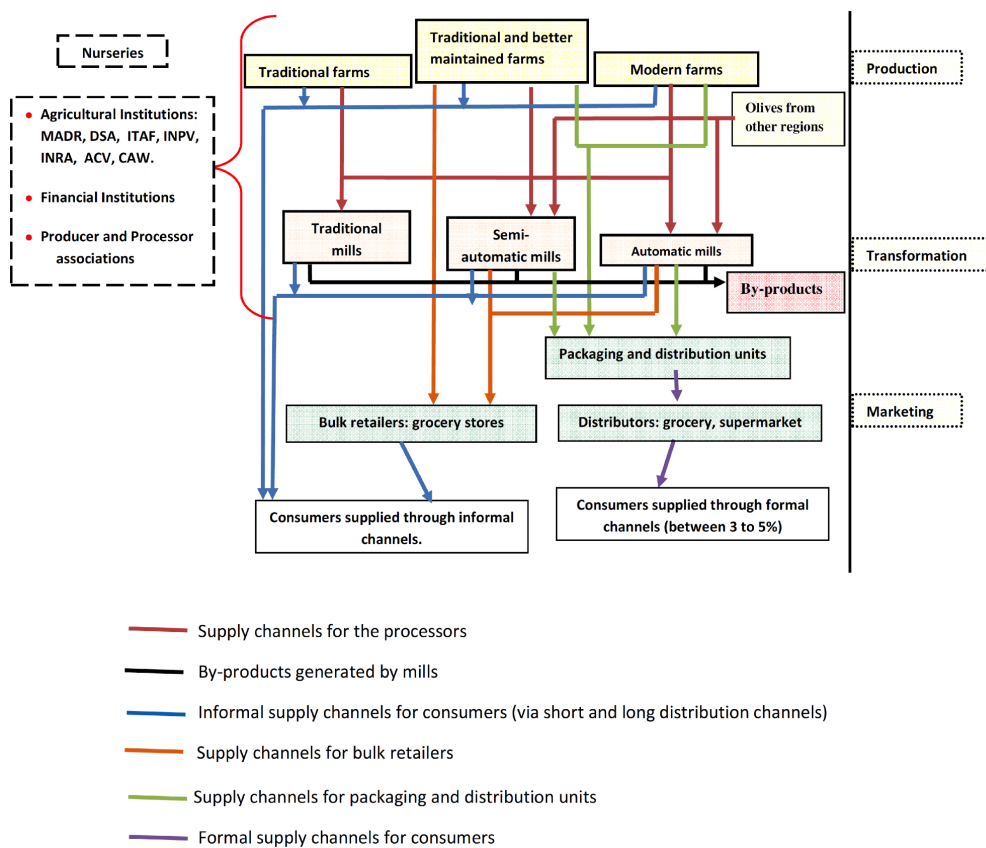 Nurseries
Agricultural Institutions:
MADR, DSA, ITAF, INPV,
INRA, ACV, CAW.
Financial Institutions
Producer and Processor
associations
Traditional farms
Traditional and better
maintained farms
Modern farms
Olives from
other regions
Production
Traditional
mills
Semi-
automatic mills
Automatic mills
By-products
Transformation
Packaging and distribution units
Bulk retailers: grocery stores
Distributors: grocery, supermarket
Marketing
Consumers supplied through informal
channels.
Consumers supplied through formal
channels (between 3 to 5%)
Supply channels for the processors
By-products generated by mills
Informal supply channels for consumers (via short and long distribution channels)
Supply channels for bulk retailers
Supply channels for packaging and distribution units
Formal supply channels for consumers